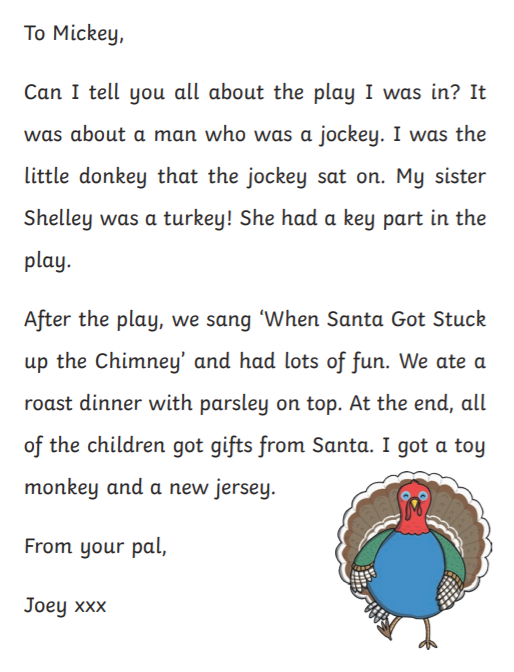 To Mickey,
Can I tell you all about the play I was in? It
was about a man who was a jockey. I was the
little donkey that the jockey sat on. My sister
Shelley was a turkey! She had a key part in the
play.
After the play, we sang ‘When Santa Got Stuck
up the Chimney’ and had lots of fun. We ate a
roast dinner with parsley on top. At the end, all
of the children got gifts from Santa. I got a toy
monkey and a new jersey.
From your pal,
Joey xxx